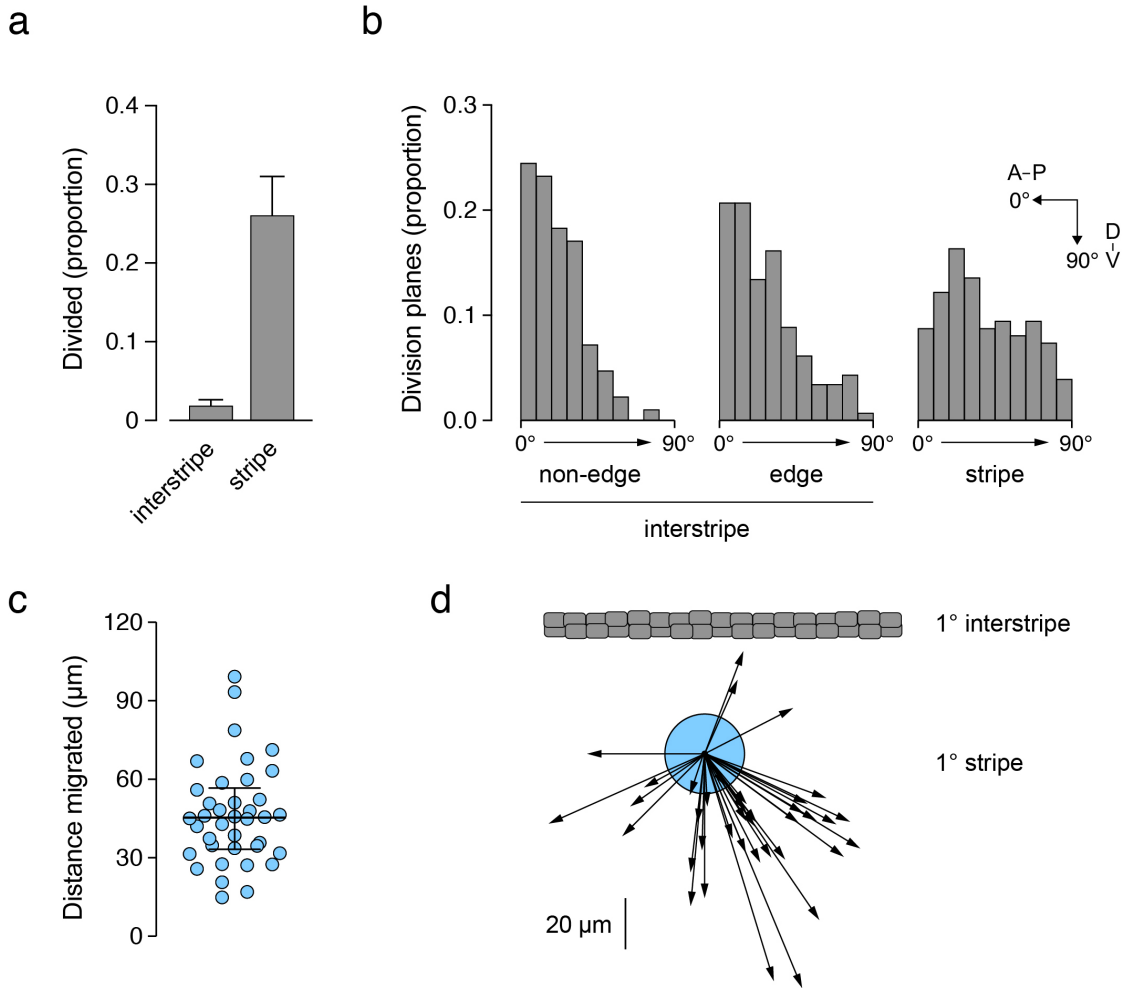 a
0.4
0.3
0.2
0.1
0
Divided (proportion)
interstripe
stripe
b
0.3
0.2
0.1
0.0
Division planes (proportion)
0° 90°
non-edge
0° 90°
edge
interstripe
0° 90°
stripe
A–P
0°
D
–
90° V
c
120
90
60
30
0
Distance migrated (µm)
d
1° interstripe
1° stripe
20 µm